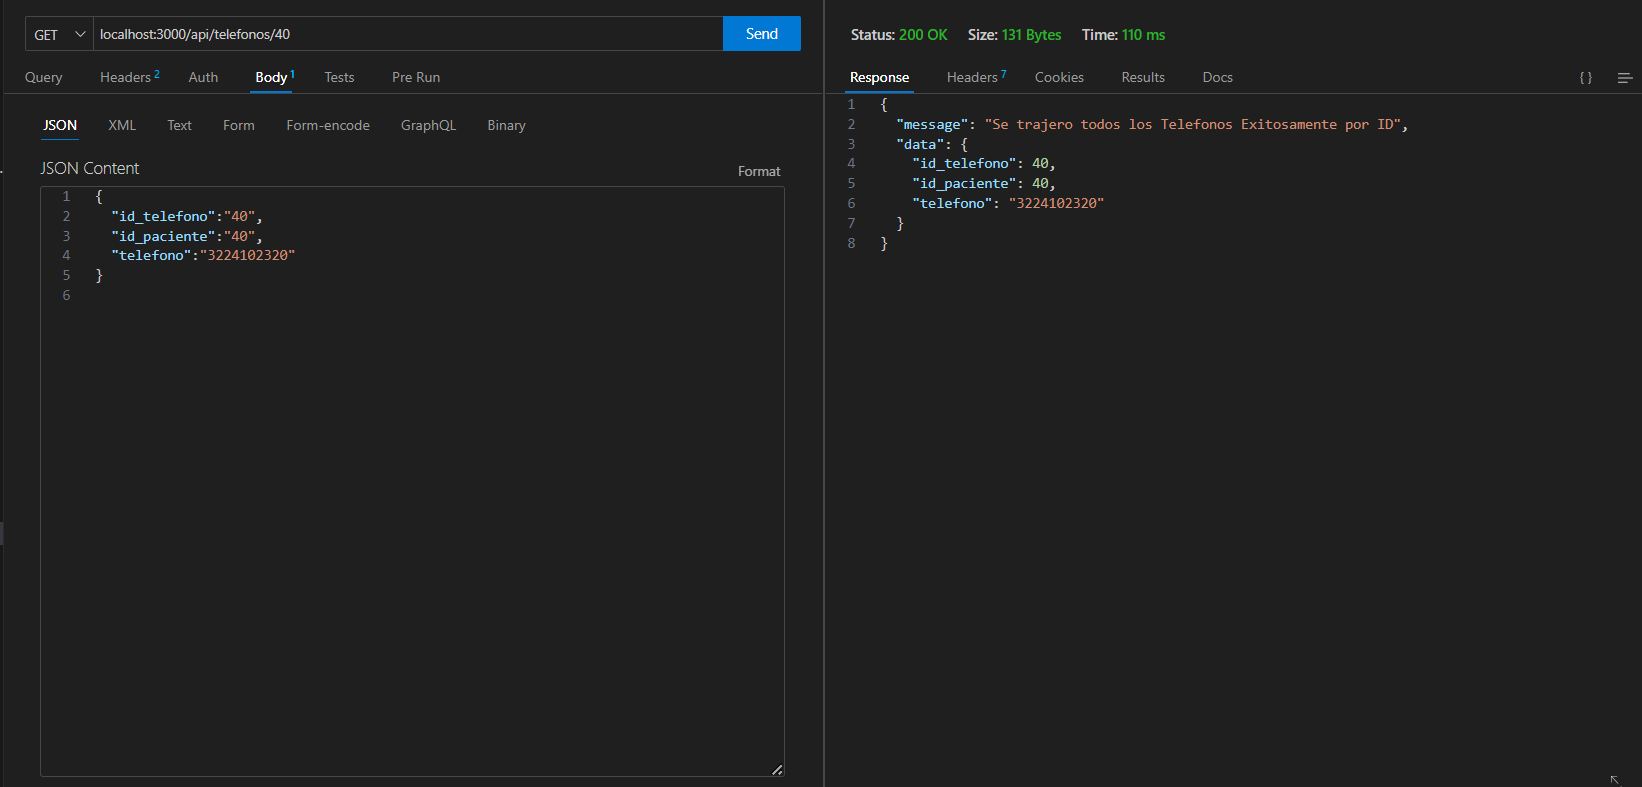 GET localhost:3000/api/telefonos/40 Send
Query Headers 2 Auth Body 1 Tests Pre Run
JSON XML Text Form Form-encode GraphQL Binary
JSON Content Format
1 {
2 "id_telefono":"40",
3 "id_paciente":"40",
4 "telefono":"3224102320"
5 }
6
Status: 200 OK Size: 131 Bytes Time: 110 ms
Response Headers 7 Cookies Results Docs { }
1 {
2 "message": "Se trajero todos los Telefonos Exitosamente por ID",
3 "data": {
4 "id_telefono": 40,
5 "id_paciente": 40,
6 "telefono": "3224102320"
7 }
8 }